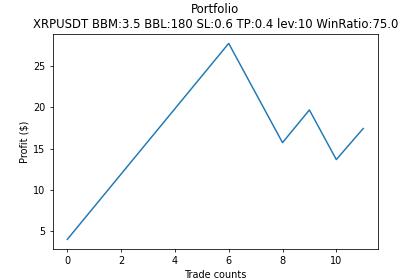 Portfolio
XRPUSDT BBM:3.5 BBL:180 SL:0.6 TP:0.4 lev:10 WinRatio:75.0
Profit ($)
25
20
15
10
5
0 2 4 6 8 10
Trade counts